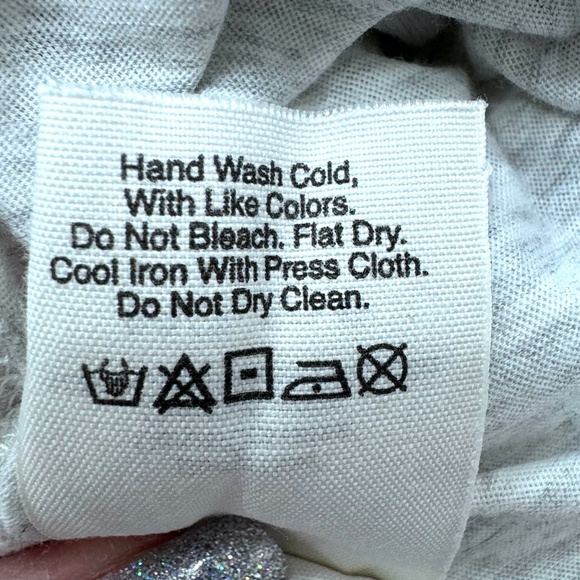 Hand Wash Cold,
With Like Colors.
Do Not Bleach. Flat Dry.
Cool Iron With Press Cloth.
Do Not Dry Clean.